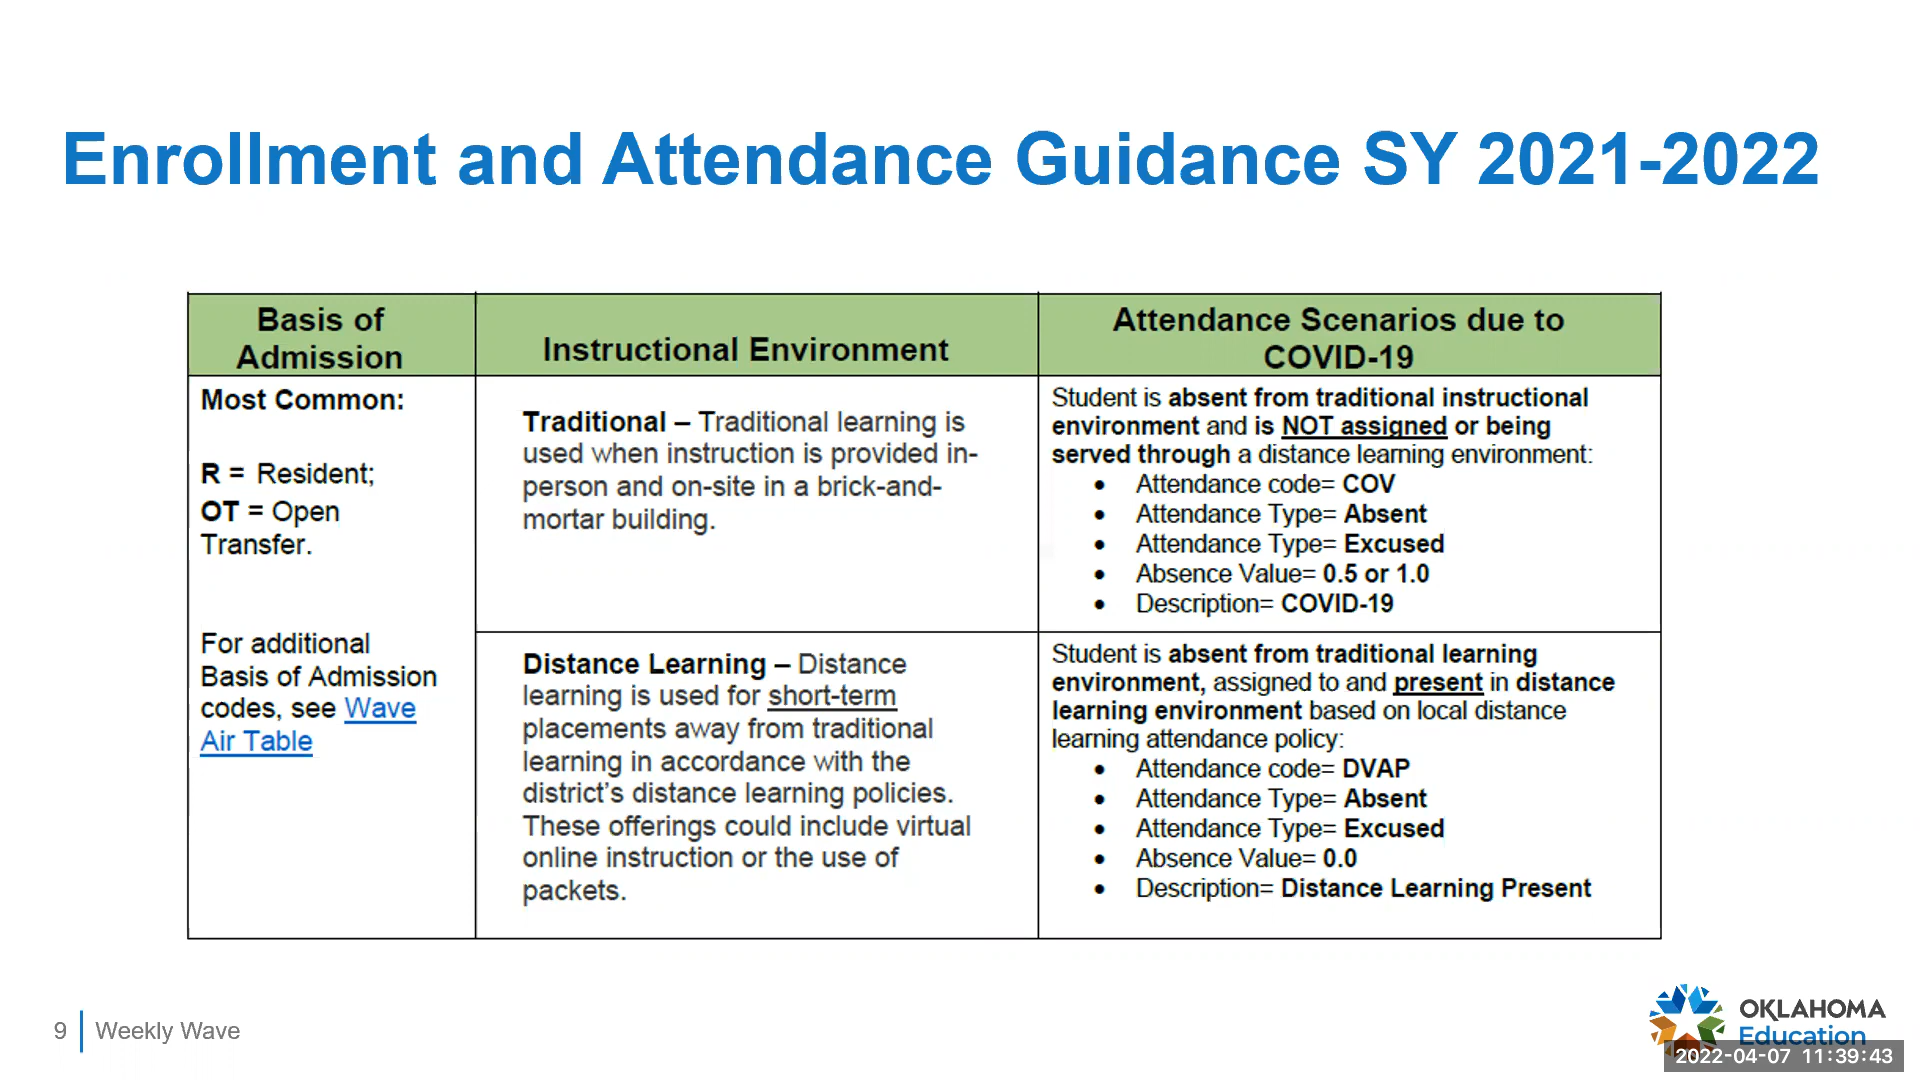 Enrollment and Attendance Guidance SY 2021-2022
Basis of
Admission
Instructional Environment
Attendance Scenarios due to
COVID-19
Most Common:
R = Resident;
OT = Open
Transfer.
For additional
Basis of Admission
codes, see Wave
Air Table
Traditional – Traditional learning is
used when instruction is provided in-
person and on-site in a brick-and-
mortar building.
Student is absent from traditional instructional
environment and is NOT assigned or being
served through a distance learning environment:
• Attendance code= COV
• Attendance Type= Absent
• Attendance Type= Excused
• Absence Value= 0.5 or 1.0
• Description= COVID-19
Distance Learning – Distance
learning is used for short-term
placements away from traditional
learning in accordance with the
district's distance learning policies.
These offerings could include virtual
online instruction or the use of
packets.
Student is absent from traditional learning
environment, assigned to and present in distance
learning environment based on local distance
learning attendance policy:
• Attendance code= DVAP
• Attendance Type= Absent
• Attendance Type= Excused
• Absence Value= 0.0
• Description= Distance Learning Present
9 Weekly Wave
OKLAHOMA
Education
2022-04-07 11:39:43